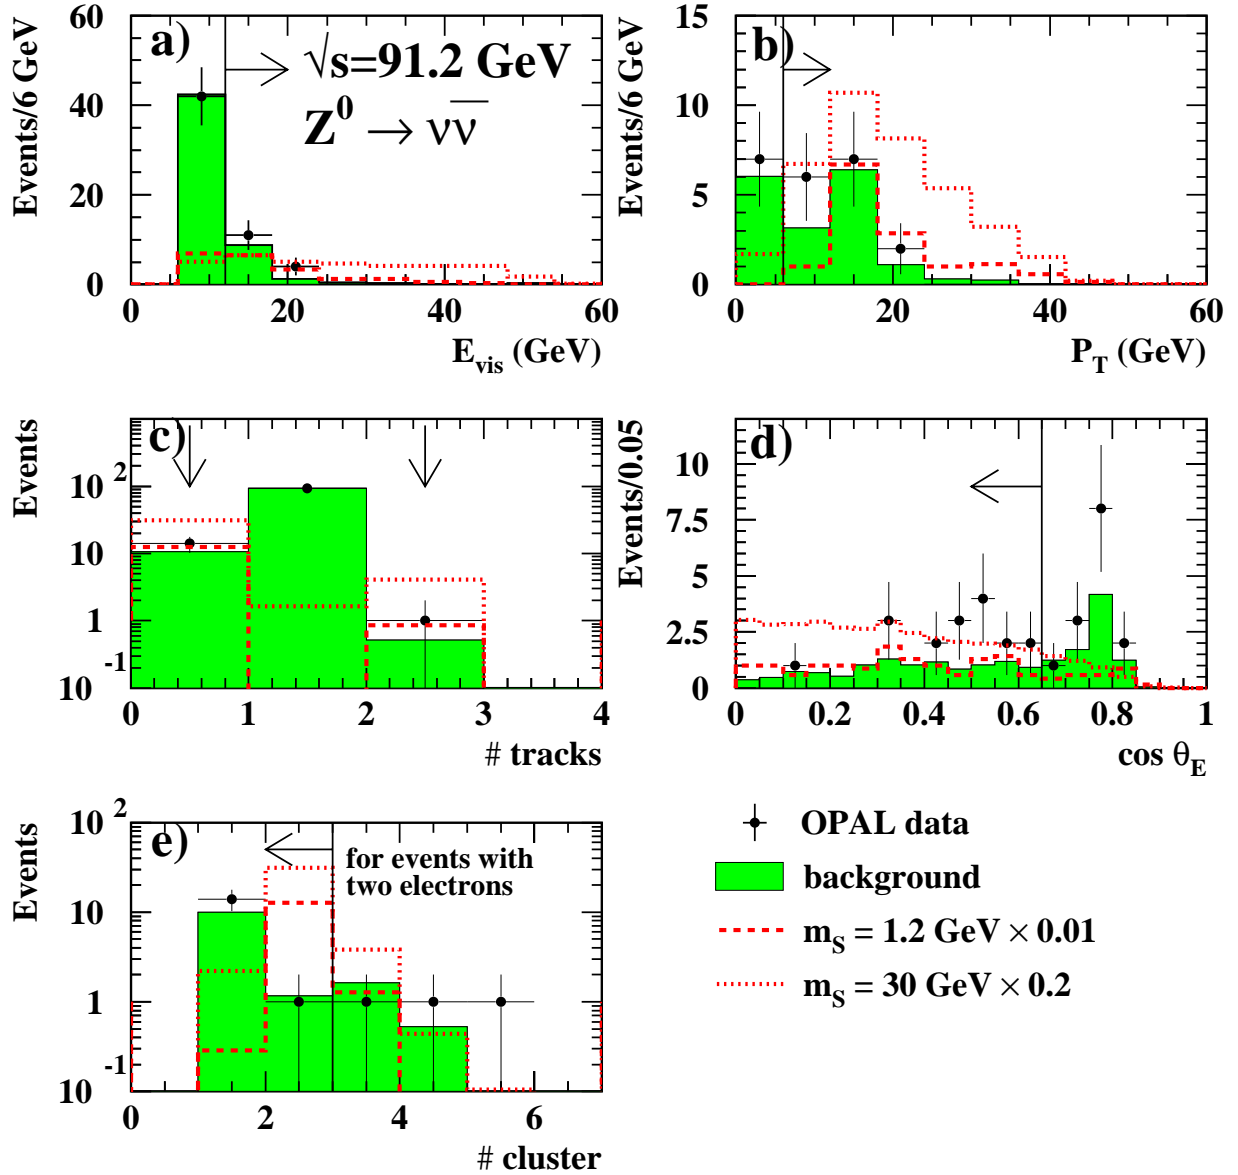 a)
√s=91.2 GeV
Z⁰ → νν̅
Events/6 GeV
60
40
20
0
0 20 40 60
E_vis (GeV)
b)
Events/6 GeV
15
10
5
0
0 20 40 60
P_T (GeV)
c)
Events
10²
10
1
10⁻¹
0 1 2 3 4
# tracks
d)
Events/0.05
10
7.5
5
2.5
0
0 0.2 0.4 0.6 0.8 1
cos θ_E
e)
for events with
two electrons
Events
10²
10
1
10⁻¹
0 2 4 6
# cluster
OPAL data
background
m_S = 1.2 GeV × 0.01
m_S = 30 GeV × 0.2